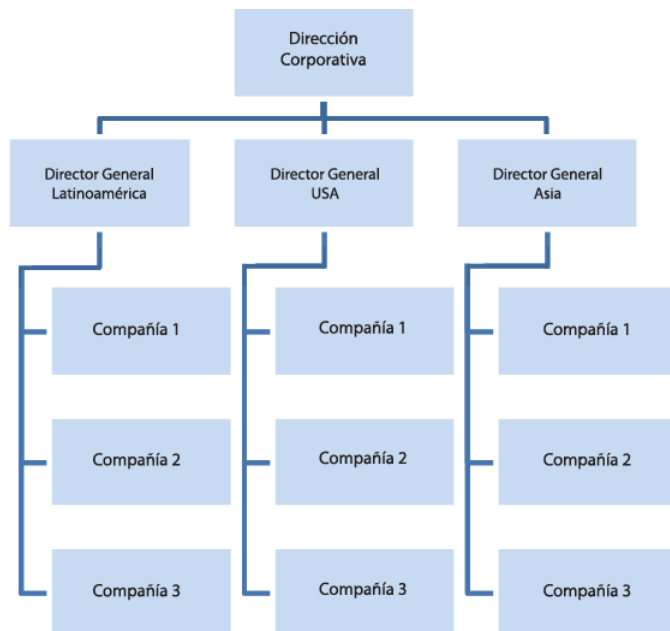 Dirección
Corporativa
Director General
Latinoamérica
Director General
USA
Director General
Asia
Compañía 1
Compañía 1
Compañía 1
Compañía 2
Compañía 2
Compañía 2
Compañía 3
Compañía 3
Compañía 3